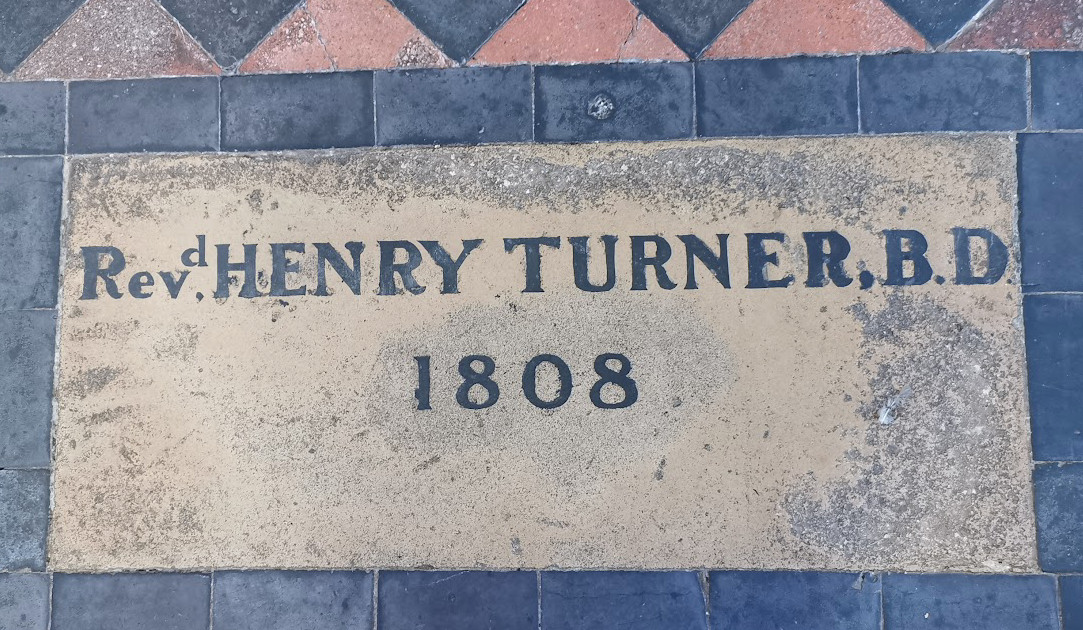 Revd. HENRY TURNER, B.D
1808